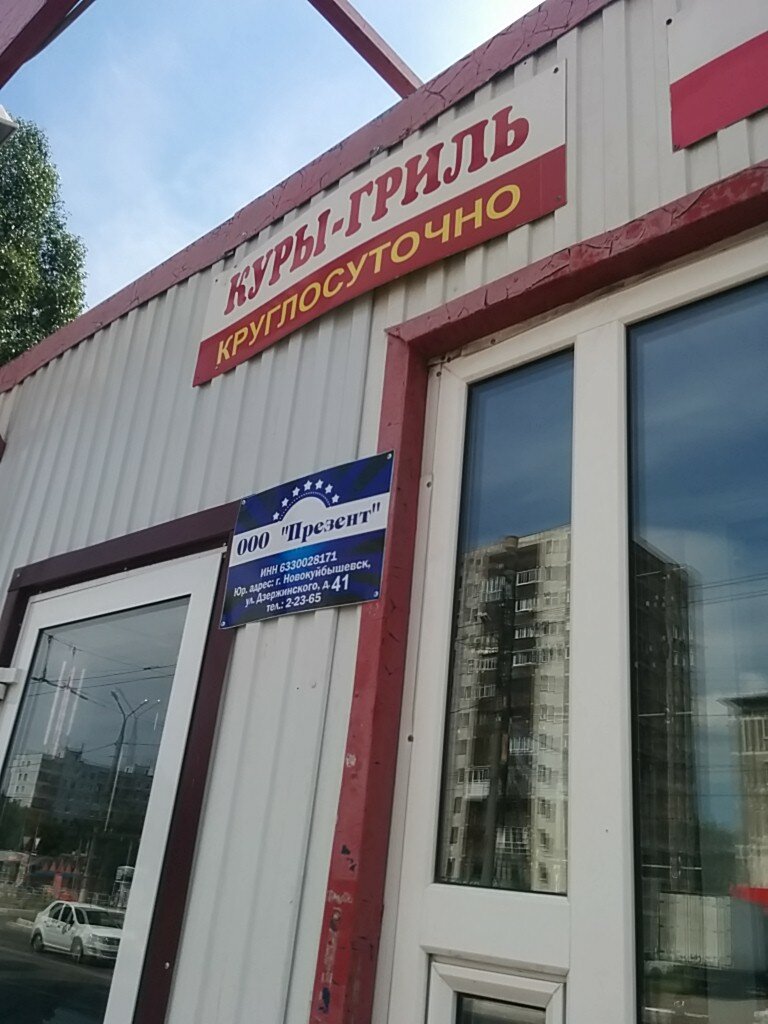 КУРЫ-ГРИЛЬ
КРУГЛОСУТОЧНО
ООО "Презент"
ИНН 6330028171
Юр. адрес: г. Новокуйбышевск,
ул. Дзержинского, д. 41
тел.: 2-23-65